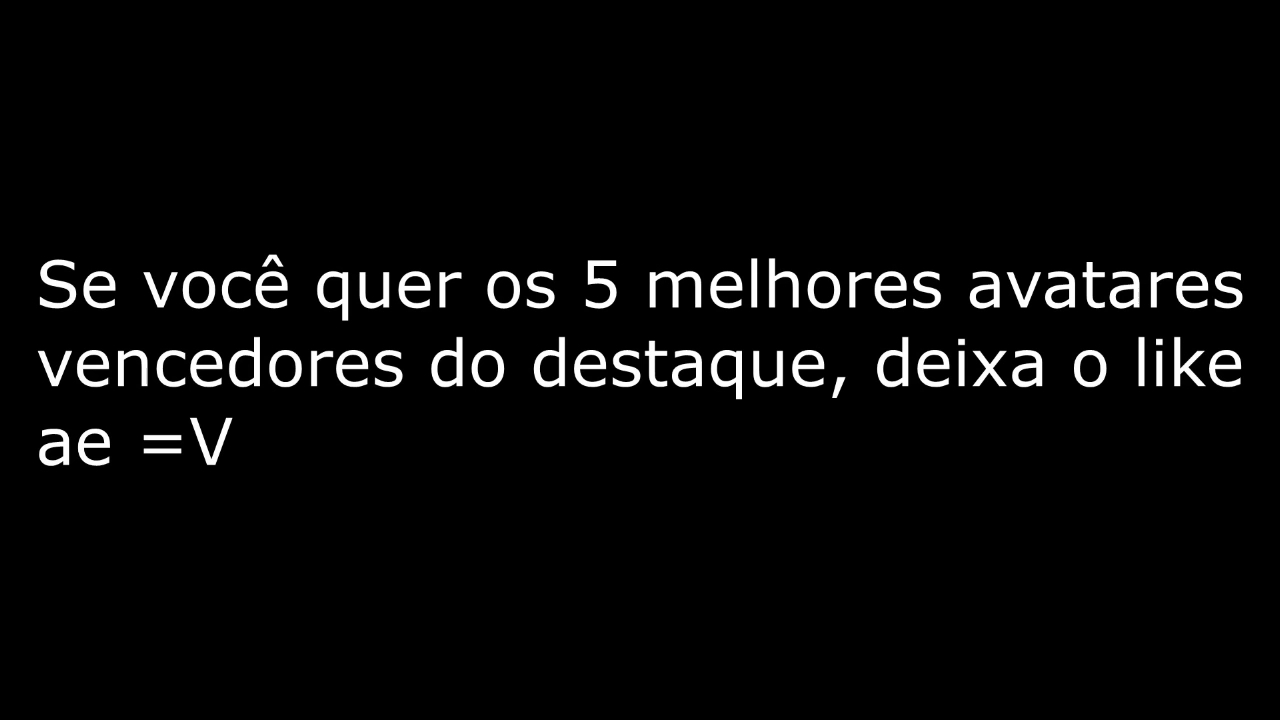 Se você quer os 5 melhores avatares
vencedores do destaque, deixa o like
ae =V